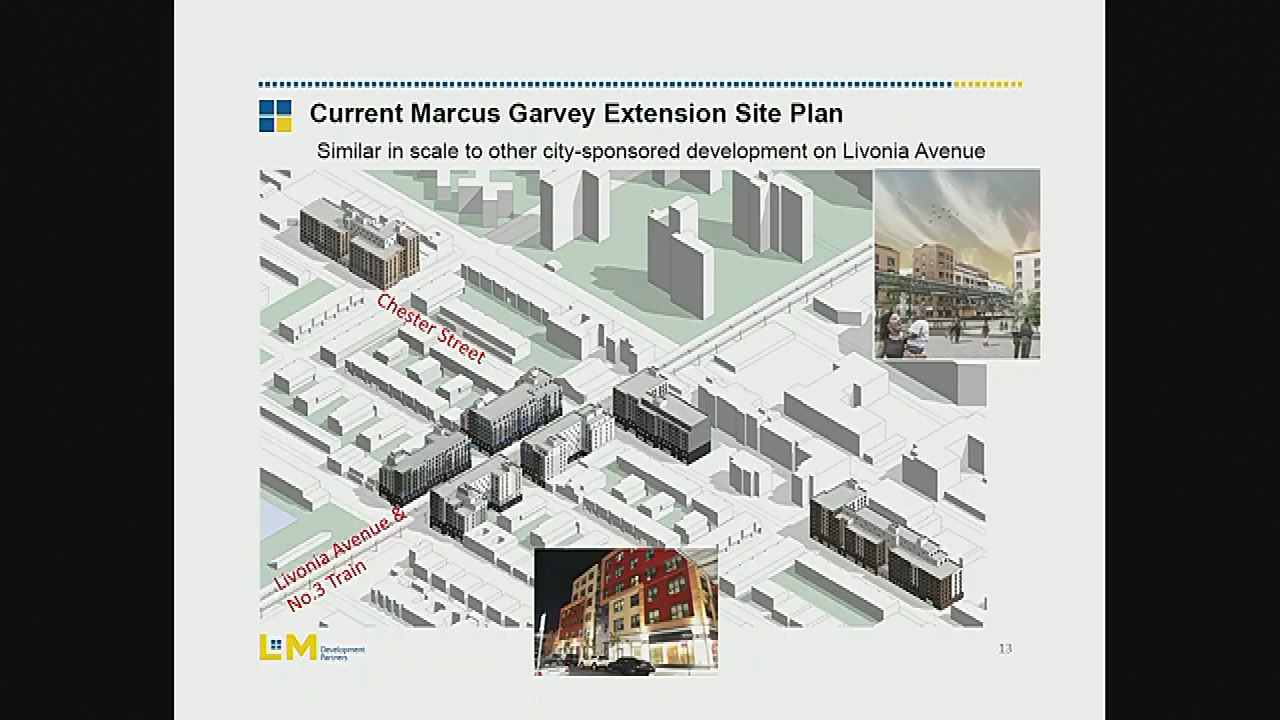 Current Marcus Garvey Extension Site Plan
Similar in scale to other city-sponsored development on Livonia Avenue
Chester Street
Livonia Avenue &
No.3 Train
L+M Development
Partners
13